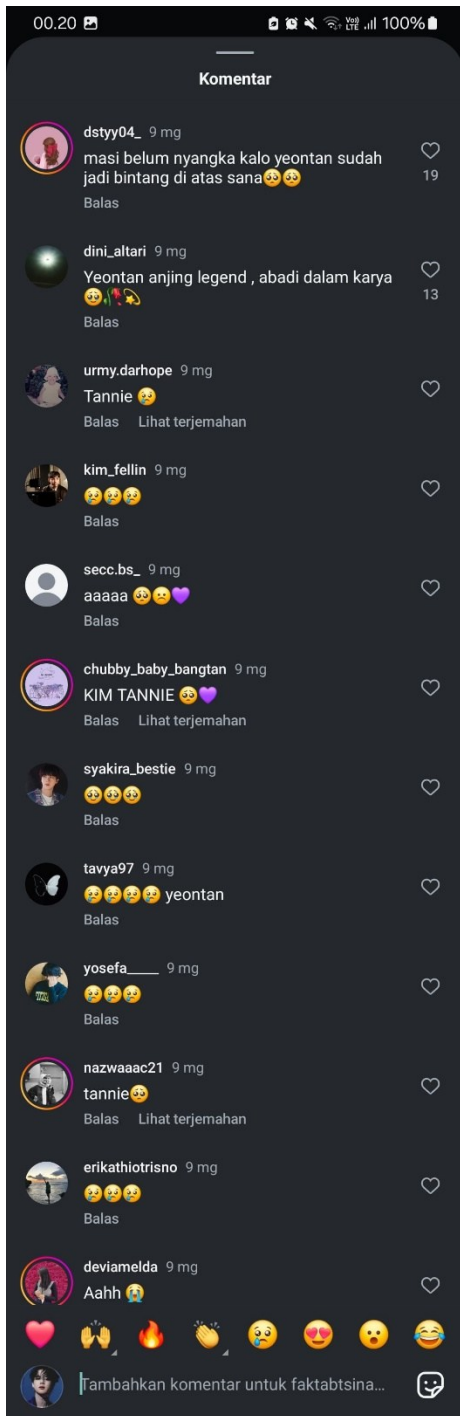 00.20 100%
Komentar
dstyy04_ 9 mg
masi belum nyangka kalo yeontan sudah
jadi bintang di atas sana🥺🥺
19
Balas
dini_altari 9 mg
Yeontan anjing legend , abadi dalam karya
🥺🥀💫
13
Balas
urmy.darhope 9 mg
Tannie 😢
Balas Lihat terjemahan
kim_fellin 9 mg
😢😢😢
Balas
secc.bs_ 9 mg
aaaaa 🥺☹️💜
Balas
chubby_baby_bangtan 9 mg
KIM TANNIE 🥺💜
Balas Lihat terjemahan
syakira_bestie 9 mg
🥺🥺🥺
Balas
tavya97 9 mg
😢😢😢😢 yeontan
Balas
yosefa_____ 9 mg
😢😢😢
Balas
nazwaaac21 9 mg
tannie🥺
Balas Lihat terjemahan
erikathiotrisno 9 mg
😢😢😢
Balas
deviamelda 9 mg
Aahh 😭
❤️🙌🔥👏😢😍😮😂
Tambahkan komentar untuk faktabtsina...